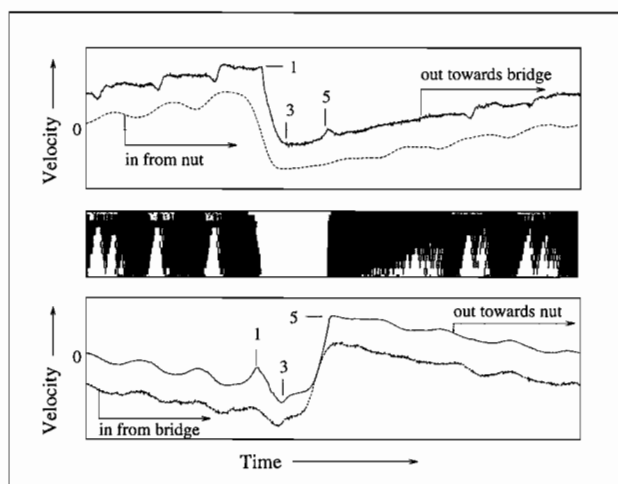 1
out towards bridge
3
5
0
in from nut
Velocity
out towards nut
5
1
0
3
in from bridge
Velocity
Time